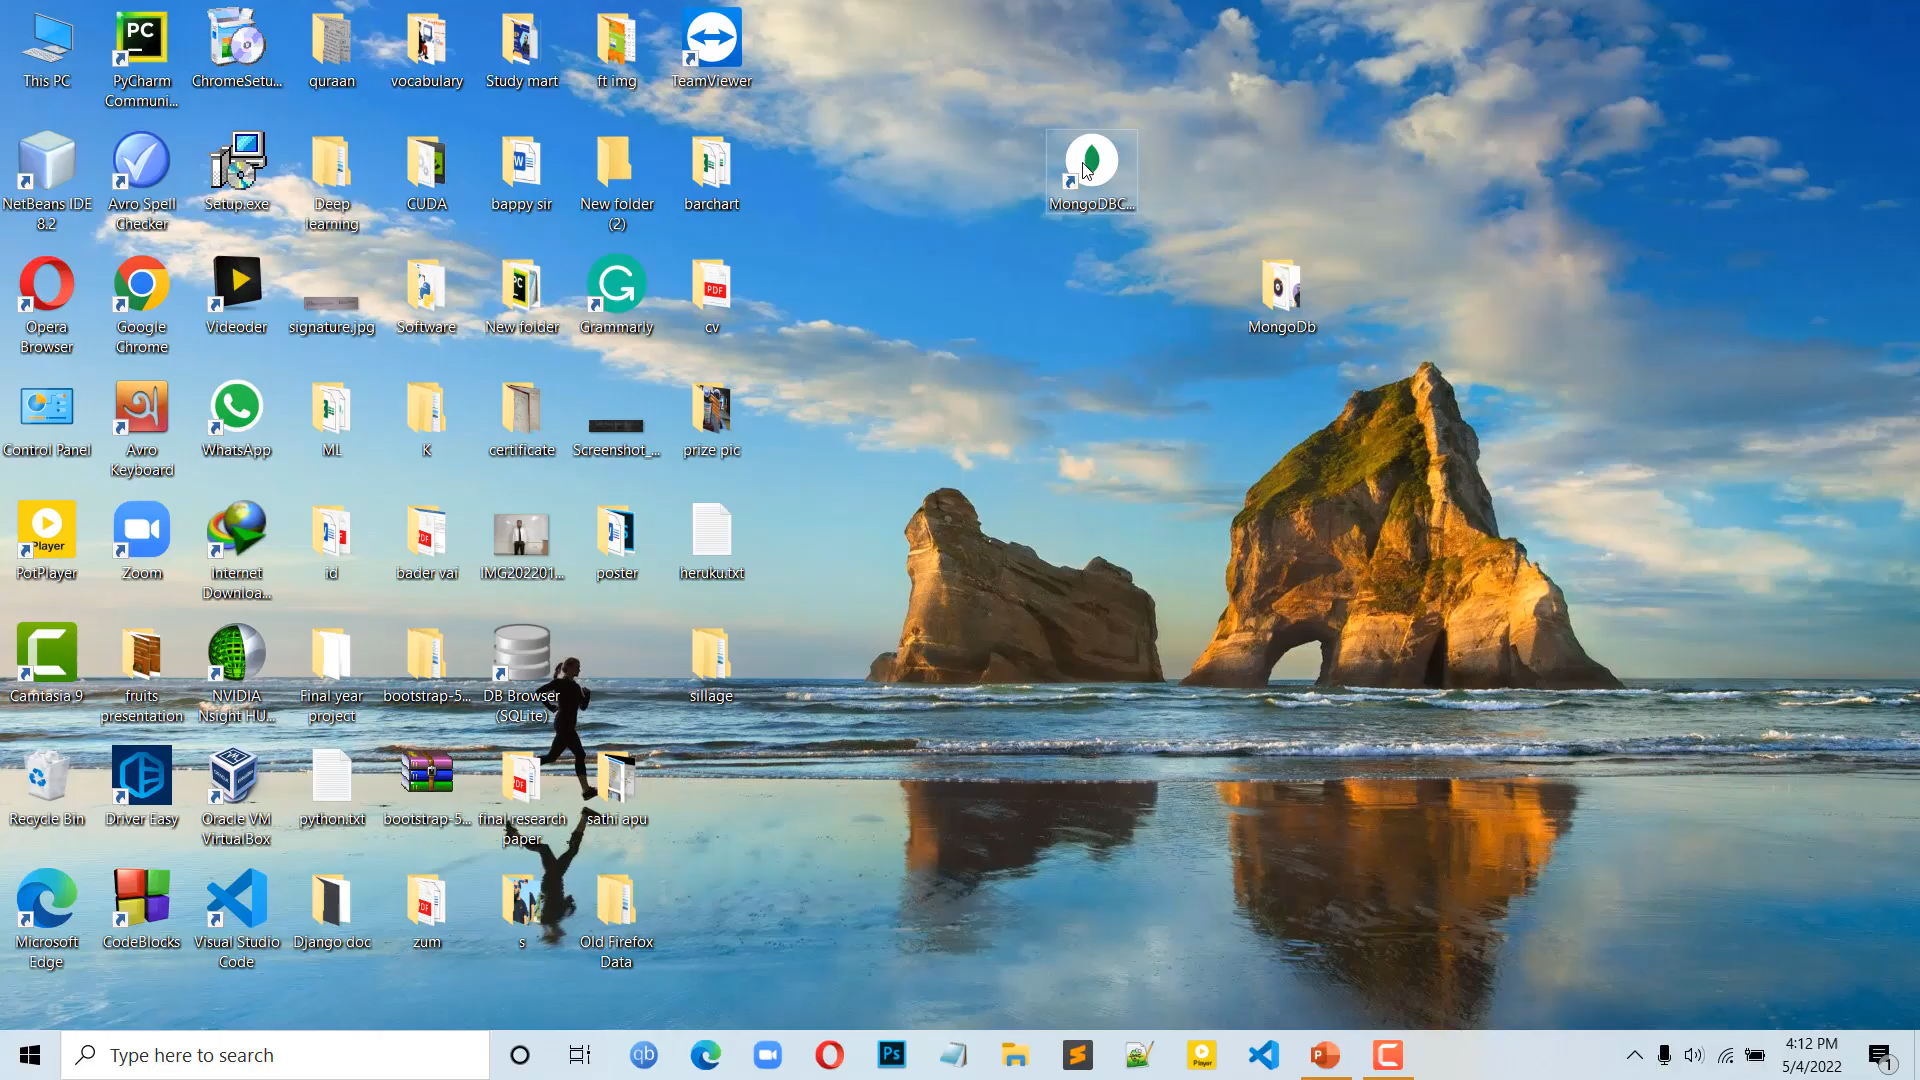 This PC
PyCharm
Communi...
ChromeSetu...
quraan
vocabulary
Study mart
ft img
TeamViewer
NetBeans IDE
8.2
Avro Spell
Checker
Setup.exe
Deep
learning
CUDA
bappy sir
New folder
(2)
barchart
MongoDBC...
Opera
Browser
Google
Chrome
Videoder
signature.jpg
Software
New folder
Grammarly
cv
MongoDb
Control Panel
Avro
Keyboard
WhatsApp
ML
K
certificate
Screenshot_...
prize pic
PotPlayer
Zoom
Internet
Downloa...
id
bader vai
IMG202201...
poster
heruku.txt
Camtasia 9
fruits
presentation
NVIDIA
Nsight HU...
Final year
project
bootstrap-5...
DB Browser
(SQLite)
sillage
Recycle Bin
Driver Easy
Oracle VM
VirtualBox
python.txt
bootstrap-5...
final research
paper
sathi apu
Microsoft
Edge
CodeBlocks
Visual Studio
Code
Django doc
zum
s
Old Firefox
Data
Type here to search
4:12 PM
5/4/2022
1